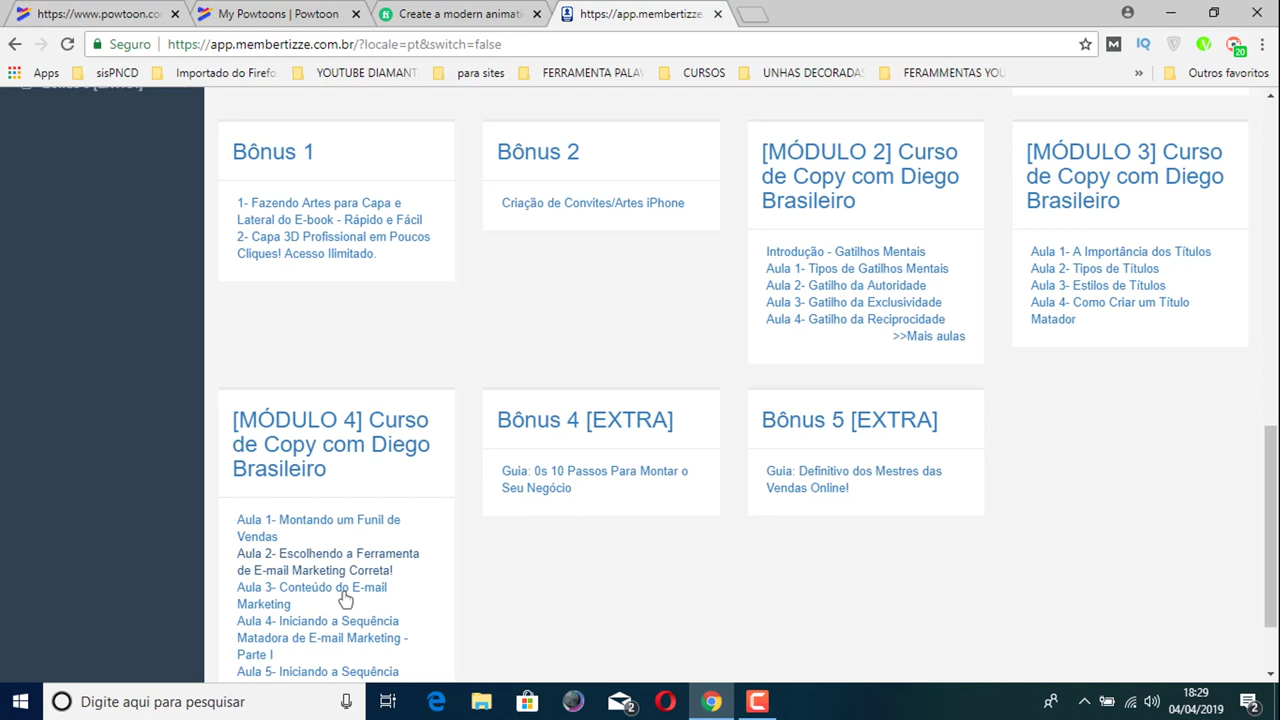 https://www.powtoon.com
My Powtoons | Powtoon
Create a modern animatic
https://app.membertizze.c
Seguro
https://app.membertizze.com.br/?locale=pt&switch=false
20
Apps
sisPNCD
Importado do Firefo
YOUTUBE DIAMANT
para sites
FERRAMENTA PALAV
CURSOS
UNHAS DECORADAS
FERAMMENTAS YOU
»
Outros favoritos
Bônus 3 [EXTRA]
Bônus 1
1- Fazendo Artes para Capa e
Lateral do E-book - Rápido e Fácil
2- Capa 3D Profissional em Poucos
Cliques! Acesso Ilimitado.
Bônus 2
Criação de Convites/Artes iPhone
[MÓDULO 2] Curso
de Copy com Diego
Brasileiro
Introdução - Gatilhos Mentais
Aula 1- Tipos de Gatilhos Mentais
Aula 2- Gatilho da Autoridade
Aula 3- Gatilho da Exclusividade
Aula 4- Gatilho da Reciprocidade
>>Mais aulas
[MÓDULO 3] Curso
de Copy com Diego
Brasileiro
Aula 1- A Importância dos Títulos
Aula 2- Tipos de Títulos
Aula 3- Estilos de Títulos
Aula 4- Como Criar um Título
Matador
[MÓDULO 4] Curso
de Copy com Diego
Brasileiro
Aula 1- Montando um Funil de
Vendas
Aula 2- Escolhendo a Ferramenta
de E-mail Marketing Correta!
Aula 3- Conteúdo do E-mail
Marketing
Aula 4- Iniciando a Sequência
Matadora de E-mail Marketing -
Parte I
Aula 5- Iniciando a Sequência
Bônus 4 [EXTRA]
Guia: 0s 10 Passos Para Montar o
Seu Negócio
Bônus 5 [EXTRA]
Guia: Definitivo dos Mestres das
Vendas Online!
Digite aqui para pesquisar
2
18:29
04/04/2019
2